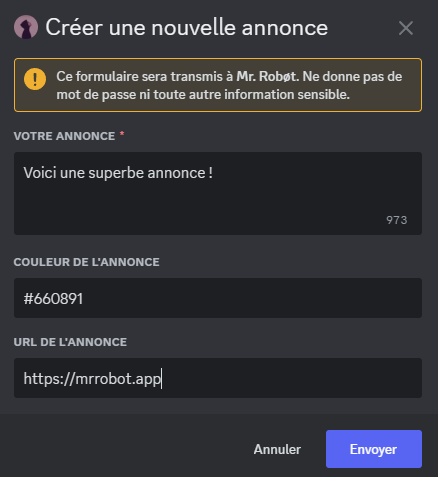 Créer une nouvelle annonce
Ce formulaire sera transmis à Mr. Robøt. Ne donne pas de
mot de passe ni toute autre information sensible.
VOTRE ANNONCE *
Voici une superbe annonce !
973
COULEUR DE L'ANNONCE
#660891
URL DE L'ANNONCE
https://mrrobot.app
Annuler
Envoyer